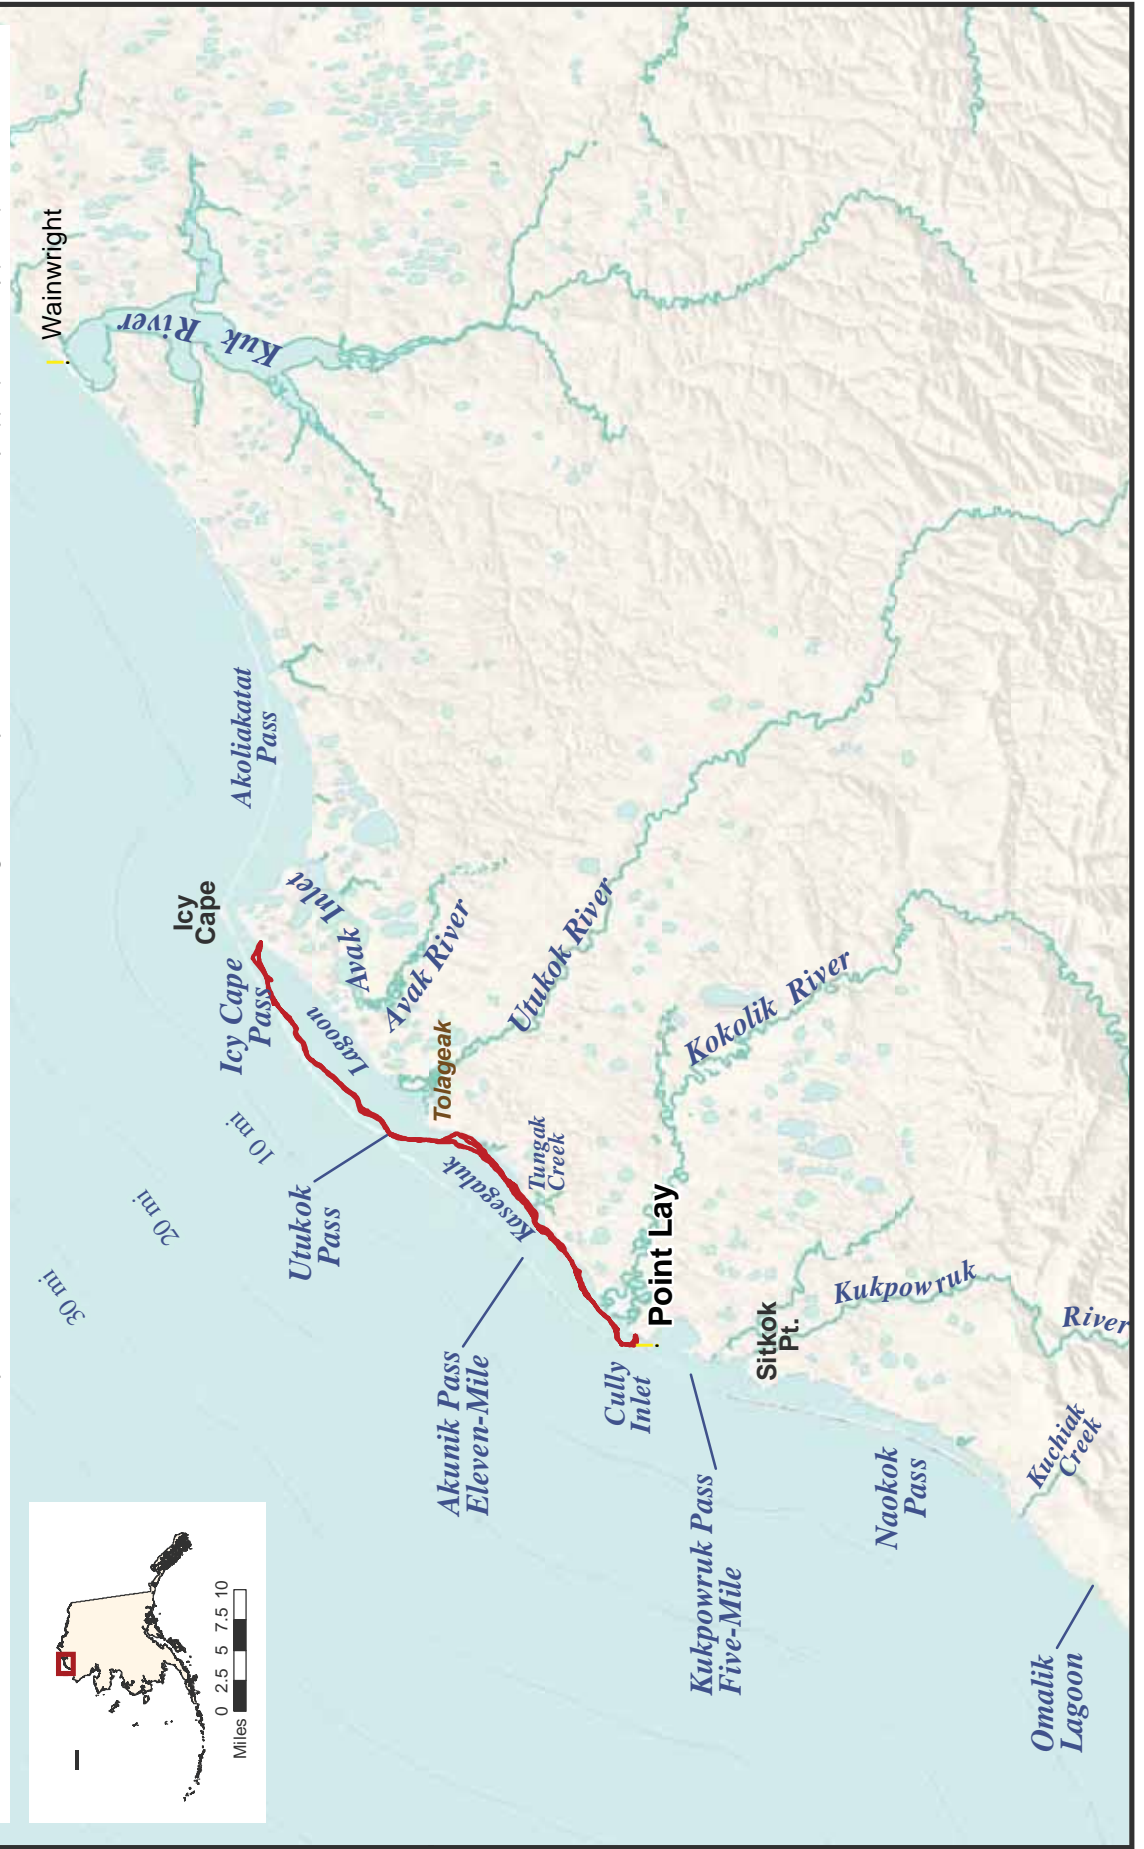 Wainwright
Kuk River
Akoliakatat
Pass
Icy
Cape
Icy Cape
Pass
Avak Inlet
Avak River
Lagoon
Utukok River
Tolageak
10 mi
20 mi
30 mi
Utukok
Pass
Kasegaluk
Tungak
Creek
Kokolik River
Akunik Pass
Eleven-Mile
Point Lay
Cully
Inlet
Sitkok
Pt.
Kukpowruk
River
Kukpowruk Pass
Five-Mile
Naokok
Pass
Kuchiak
Creek
Omalik
Lagoon
0 2.5 5 7.5 10
Miles